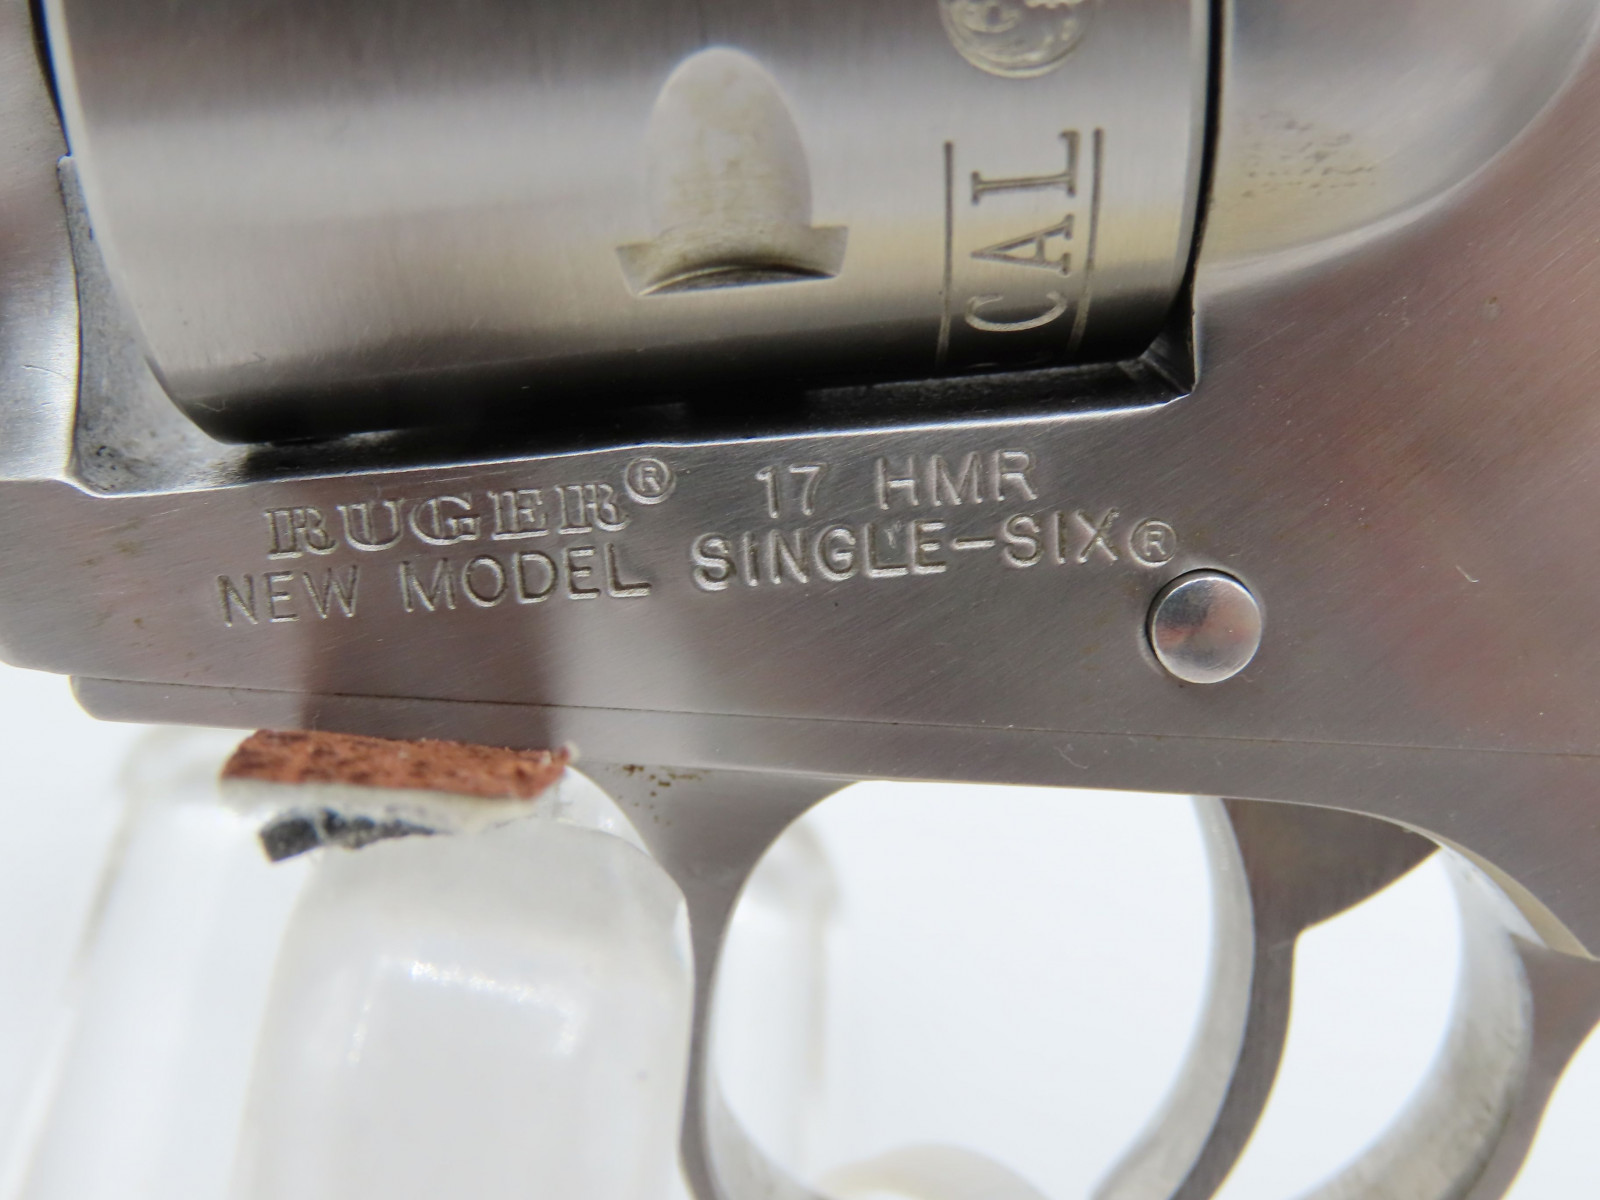 CAL
RUGER® 17 HMR
NEW MODEL SINGLE-SIX®